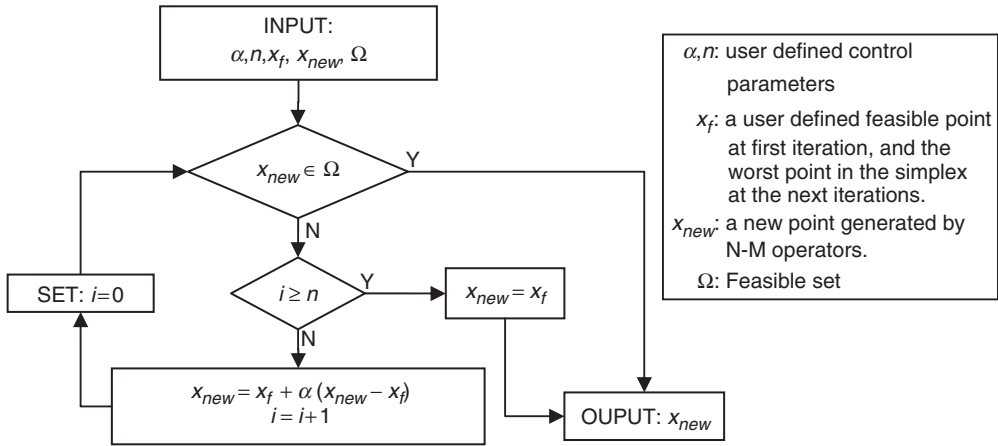 INPUT:
α,n,x_f, x_new, Ω
x_new ∈ Ω
Y
N
i ≥ n
Y
N
x_new = x_f
SET: i=0
x_new = x_f + α (x_new − x_f)
i = i+1
OUPUT: x_new
α,n: user defined control
parameters
x_f: a user defined feasible point
at first iteration, and the
worst point in the simplex
at the next iterations.
x_new: a new point generated by
N-M operators.
Ω: Feasible set